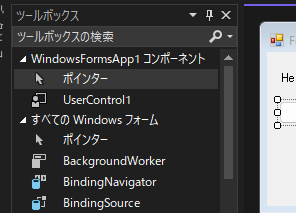 ツールボックス
ツールボックスの検索
WindowsFormsApp1 コンポーネント
ポインター
UserControl1
すべての Windows フォーム
ポインター
BackgroundWorker
BindingNavigator
BindingSource
He